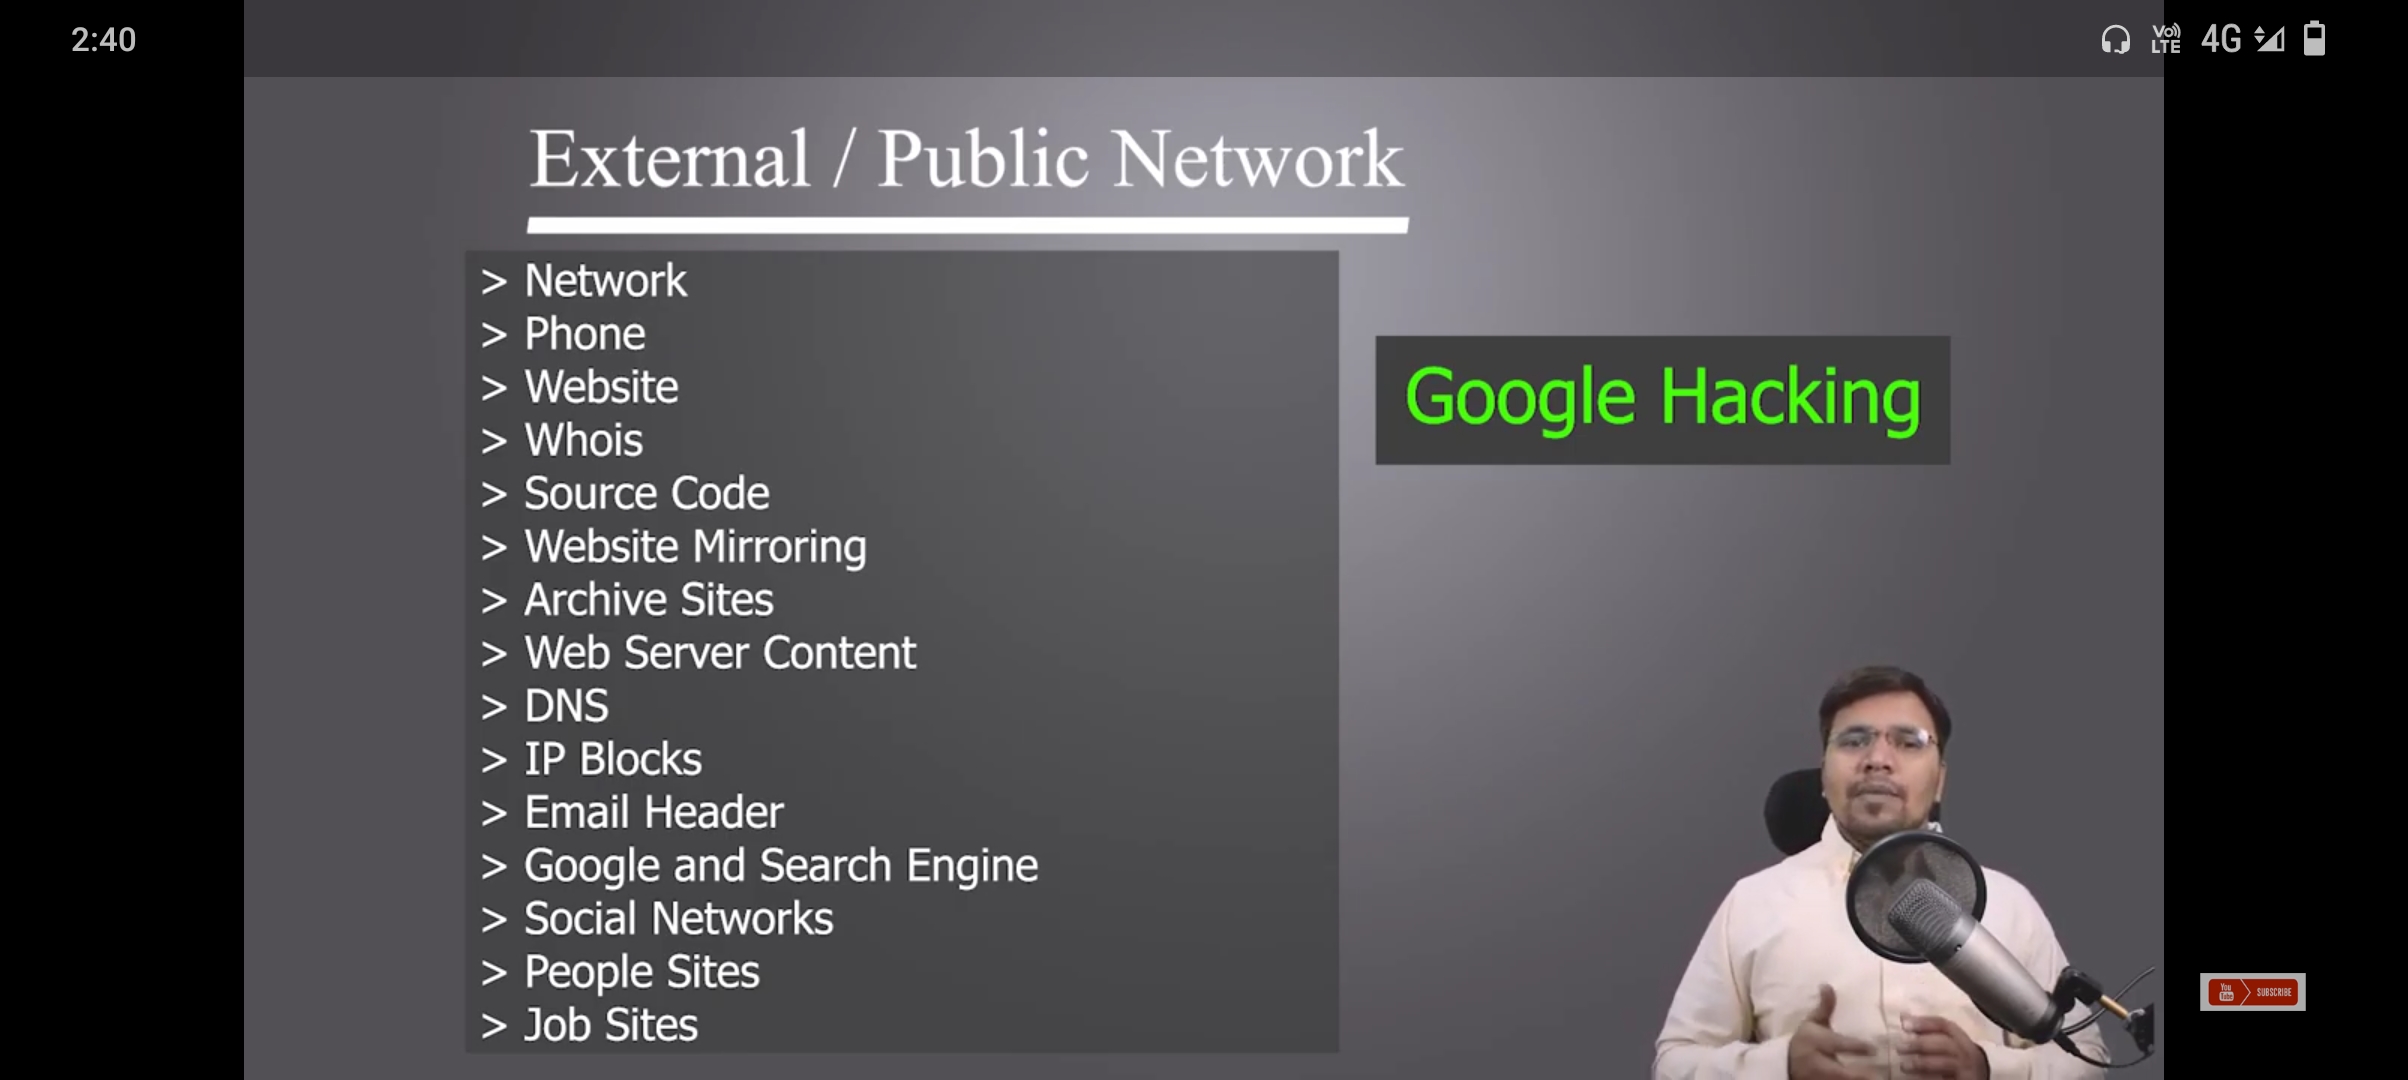 2:40
Vo) LTE 4G
External / Public Network
> Network
> Phone
> Website
> Whois
> Source Code
> Website Mirroring
> Archive Sites
> Web Server Content
> DNS
> IP Blocks
> Email Header
> Google and Search Engine
> Social Networks
> People Sites
> Job Sites
Google Hacking
You Tube SUBSCRIBE